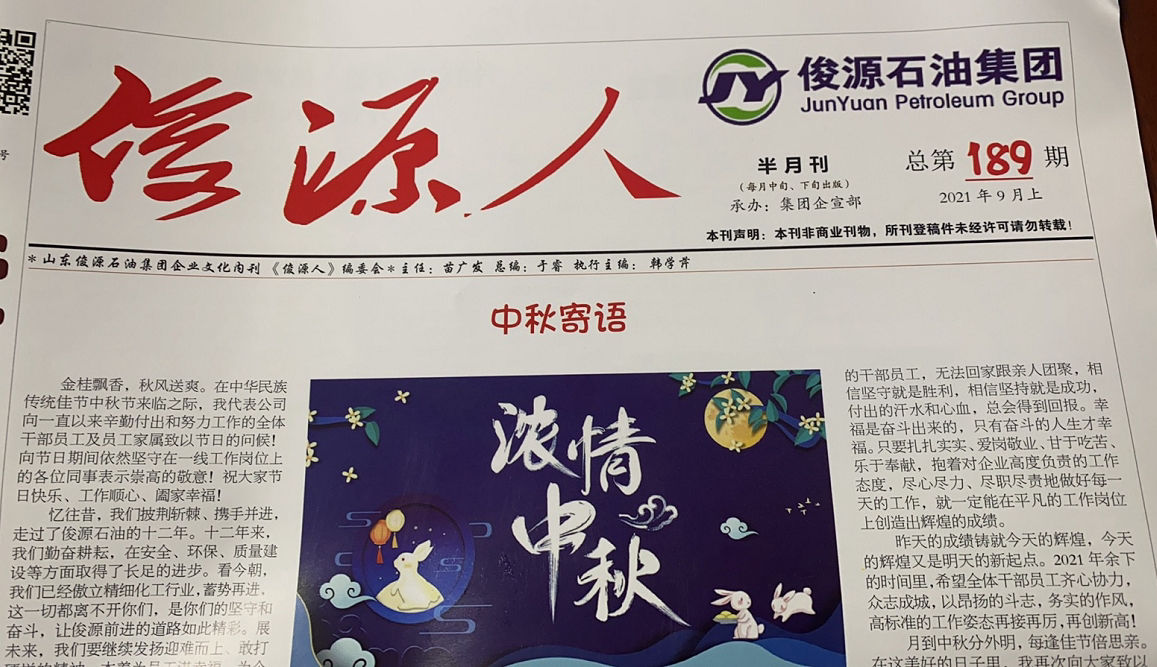 俊源人
俊源石油集团
JunYuan Petroleum Group
半月刊
(每月中旬、下旬出版)
承办：集团企宣部
总第 189 期
2021年9月上
本刊声明：本刊非商业刊物，所刊登稿件未经许可请勿转载！
*山东俊源石油集团企业文化内刊《俊源人》编委会*主任：苗广发 总编：于睿 执行主编：韩学芹
号
中秋寄语
金桂飘香，秋风送爽。在中华民族
传统佳节中秋节来临之际，我代表公司
向一直以来辛勤付出和努力工作的全体
干部员工及员工家属致以节日的问候！
向节日期间依然坚守在一线工作岗位上
的各位同事表示崇高的敬意！祝大家节
日快乐、工作顺心、阖家幸福！
忆往昔，我们披荆斩棘、携手并进，
走过了俊源石油的十二年。十二年来，
我们勤奋耕耘，在安全、环保、质量建
设等方面取得了长足的进步。看今朝，
我们已经傲立精细化工行业，蓄势再进，
这一切都离不开你们，是你们的坚守和
奋斗，让俊源前进的道路如此精彩。展
未来，我们要继续发扬迎难而上、敢打
浓情
中秋
的干部员工，无法回家跟亲人团聚，相
信坚守就是胜利，相信坚持就是成功，
付出的汗水和心血，总会得到回报。幸
福是奋斗出来的，只有奋斗的人生才幸
福。只要扎扎实实、爱岗敬业、甘于吃苦、
乐于奉献，抱着对企业高度负责的工作
态度，尽心尽力、尽职尽责地做好每一
天的工作，就一定能在平凡的工作岗位
上创造出辉煌的成绩。
昨天的成绩铸就今天的辉煌，今天
的辉煌又是明天的新起点。2021年余下
的时间里，希望全体干部员工齐心协力，
众志成城，以昂扬的斗志，务实的作风，
高标准的工作姿态再接再厉，再创新高！
月到中秋分外明，每逢佳节倍思亲。
在这美好的日子里，我再次向大家致以